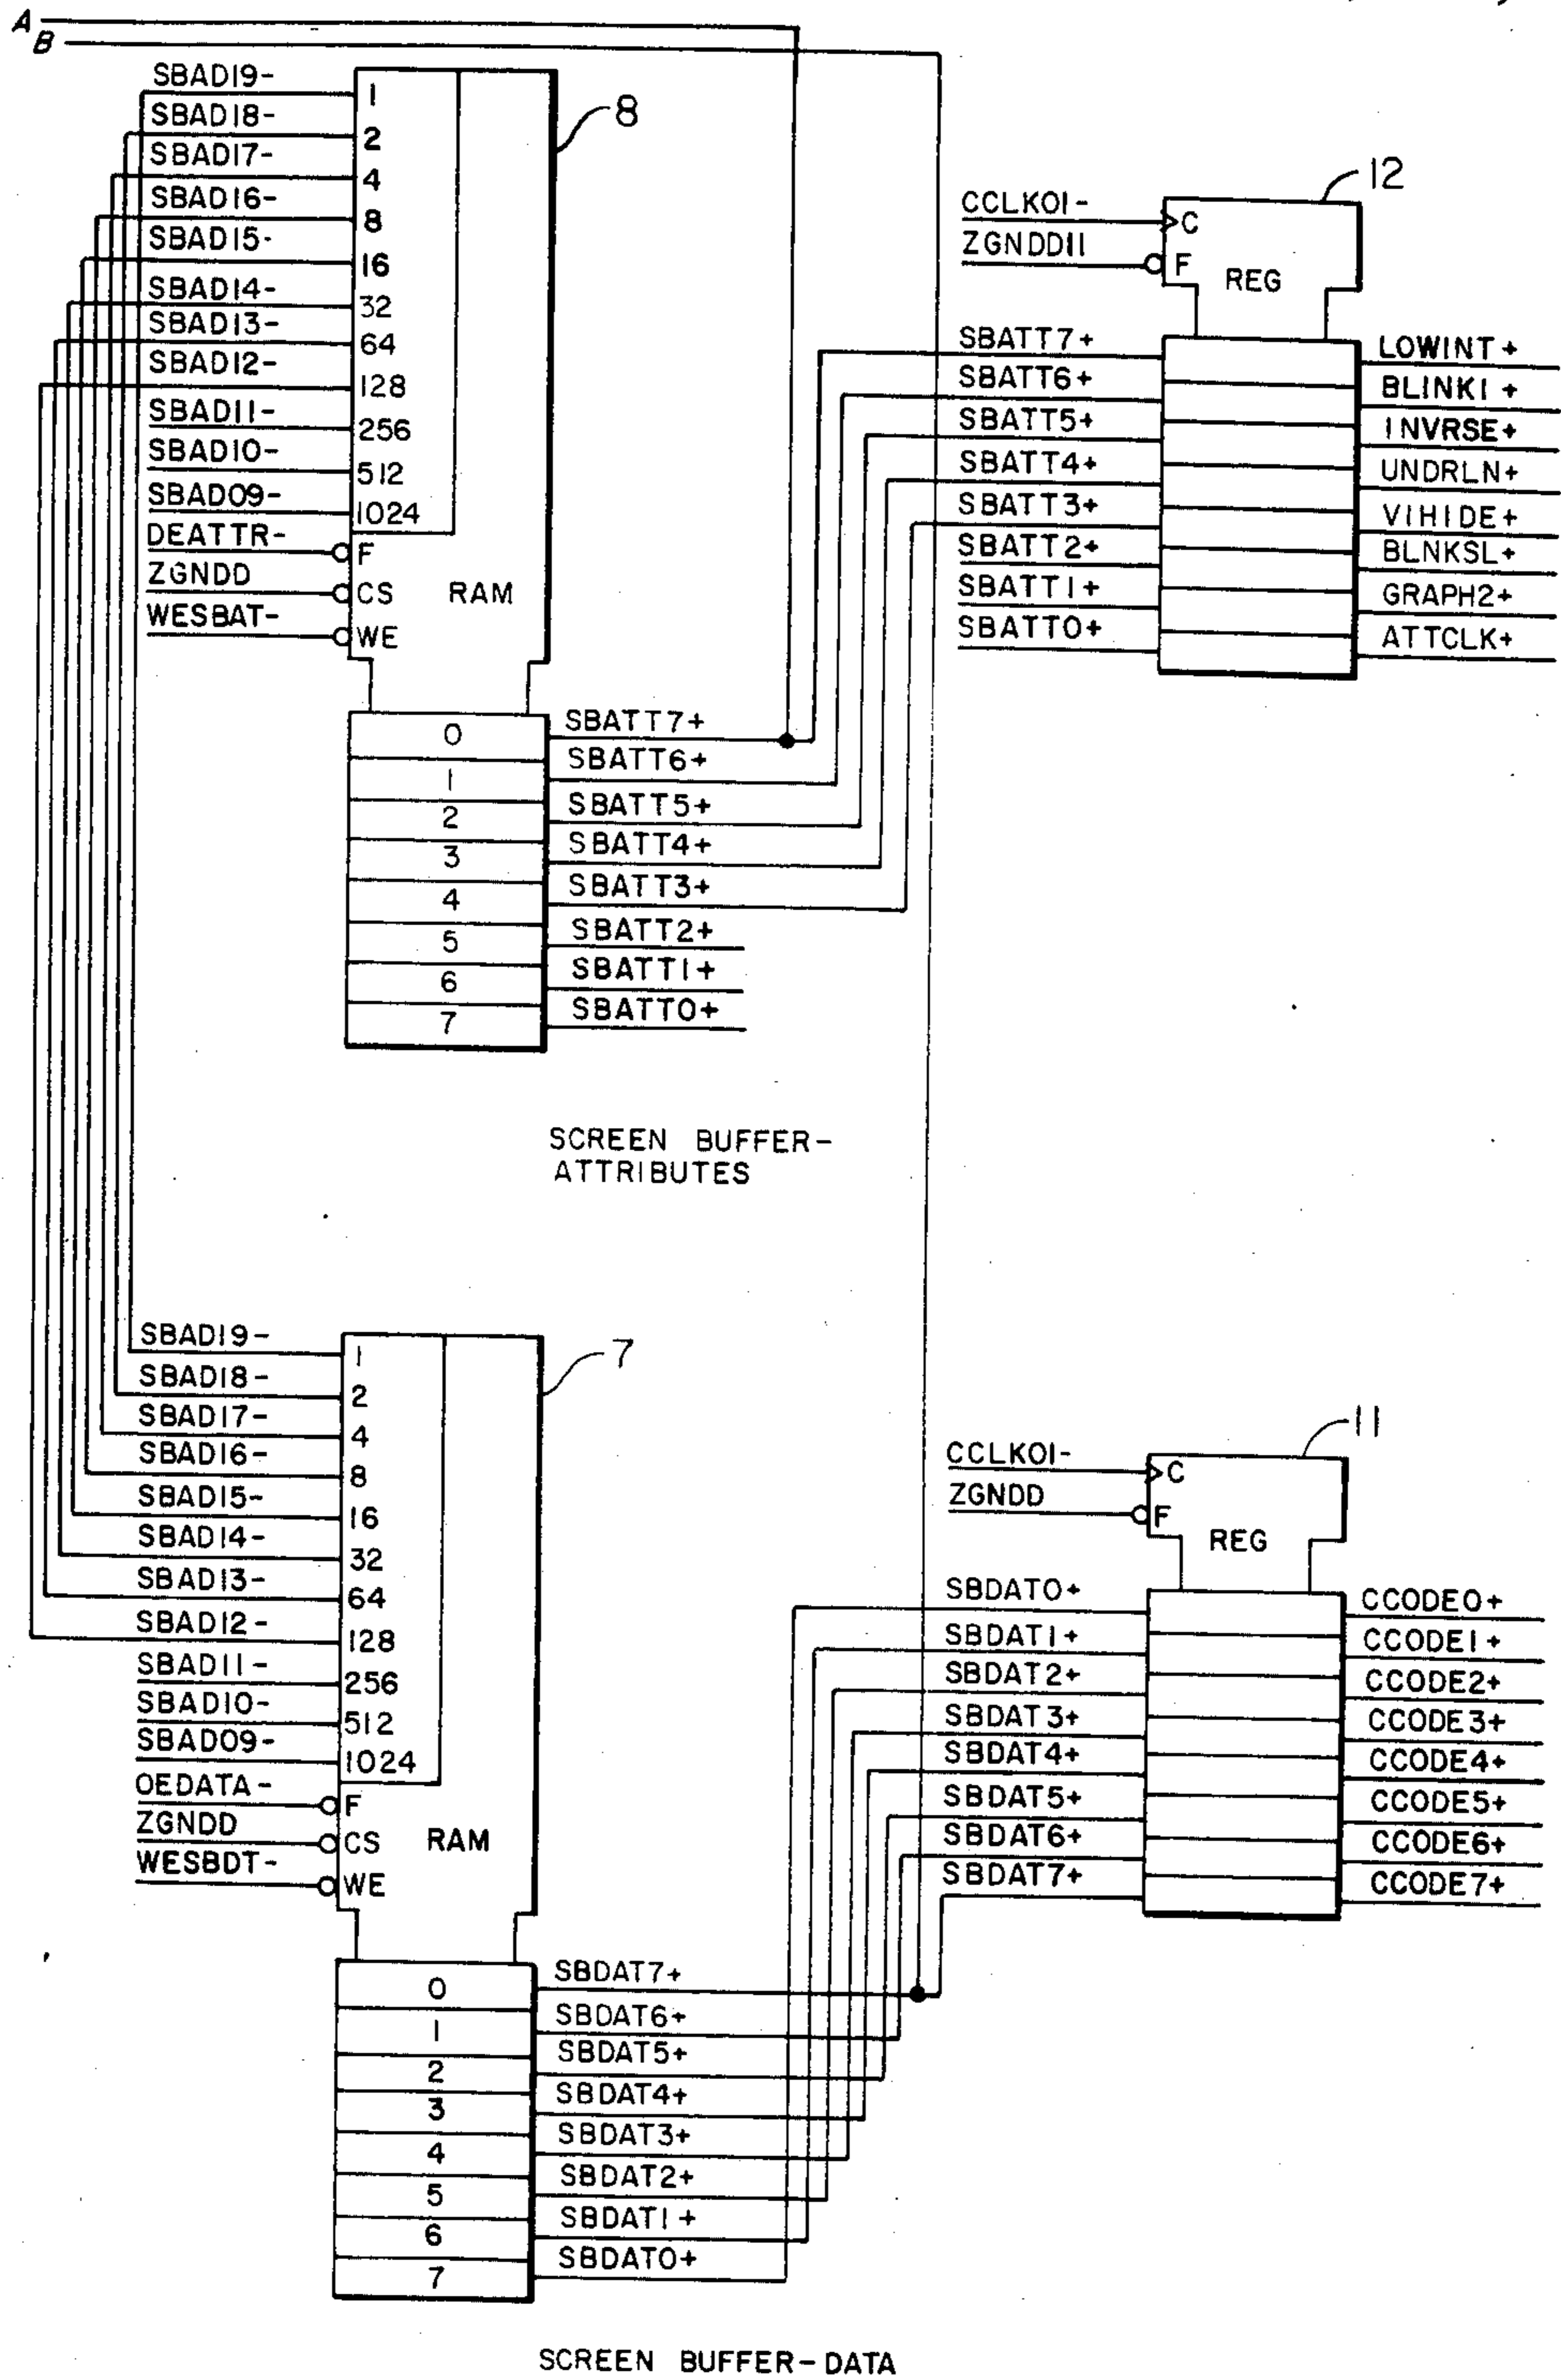 A
B
SBAD19-
SBAD18-
SBAD17-
SBAD16-
SBAD15-
SBAD14-
SBAD13-
SBAD12-
SBAD11-
SBAD10-
SBAD09-
DEATTR-
ZGNDD
WESBAT-
1
2
4
8
16
32
64
128
256
512
1024
F
CS
WE
RAM
8
0
1
2
3
4
5
6
7
SBATT7+
SBATT6+
SBATT5+
SBATT4+
SBATT3+
SBATT2+
SBATT1+
SBATT0+
SCREEN BUFFER-
ATTRIBUTES
12
CCLK01-
ZGNDD11
C
F
REG
SBATT7+
SBATT6+
SBATT5+
SBATT4+
SBATT3+
SBATT2+
SBATT1+
SBATT0+
LOWINT+
BLINK1+
INVRSE+
UNDRLN+
VIHIDE+
BLNKSL+
GRAPH2+
ATTCLK+
SBAD19-
SBAD18-
SBAD17-
SBAD16-
SBAD15-
SBAD14-
SBAD13-
SBAD12-
SBAD11-
SBAD10-
SBAD09-
OEDATA-
ZGNDD
WESBDT-
1
2
4
8
16
32
64
128
256
512
1024
F
CS
WE
RAM
7
0
1
2
3
4
5
6
7
SBDAT7+
SBDAT6+
SBDAT5+
SBDAT4+
SBDAT3+
SBDAT2+
SBDAT1+
SBDAT0+
11
CCLK01-
ZGNDD
C
F
REG
SBDAT0+
SBDAT1+
SBDAT2+
SBDAT3+
SBDAT4+
SBDAT5+
SBDAT6+
SBDAT7+
CCODE0+
CCODE1+
CCODE2+
CCODE3+
CCODE4+
CCODE5+
CCODE6+
CCODE7+
SCREEN BUFFER-DATA